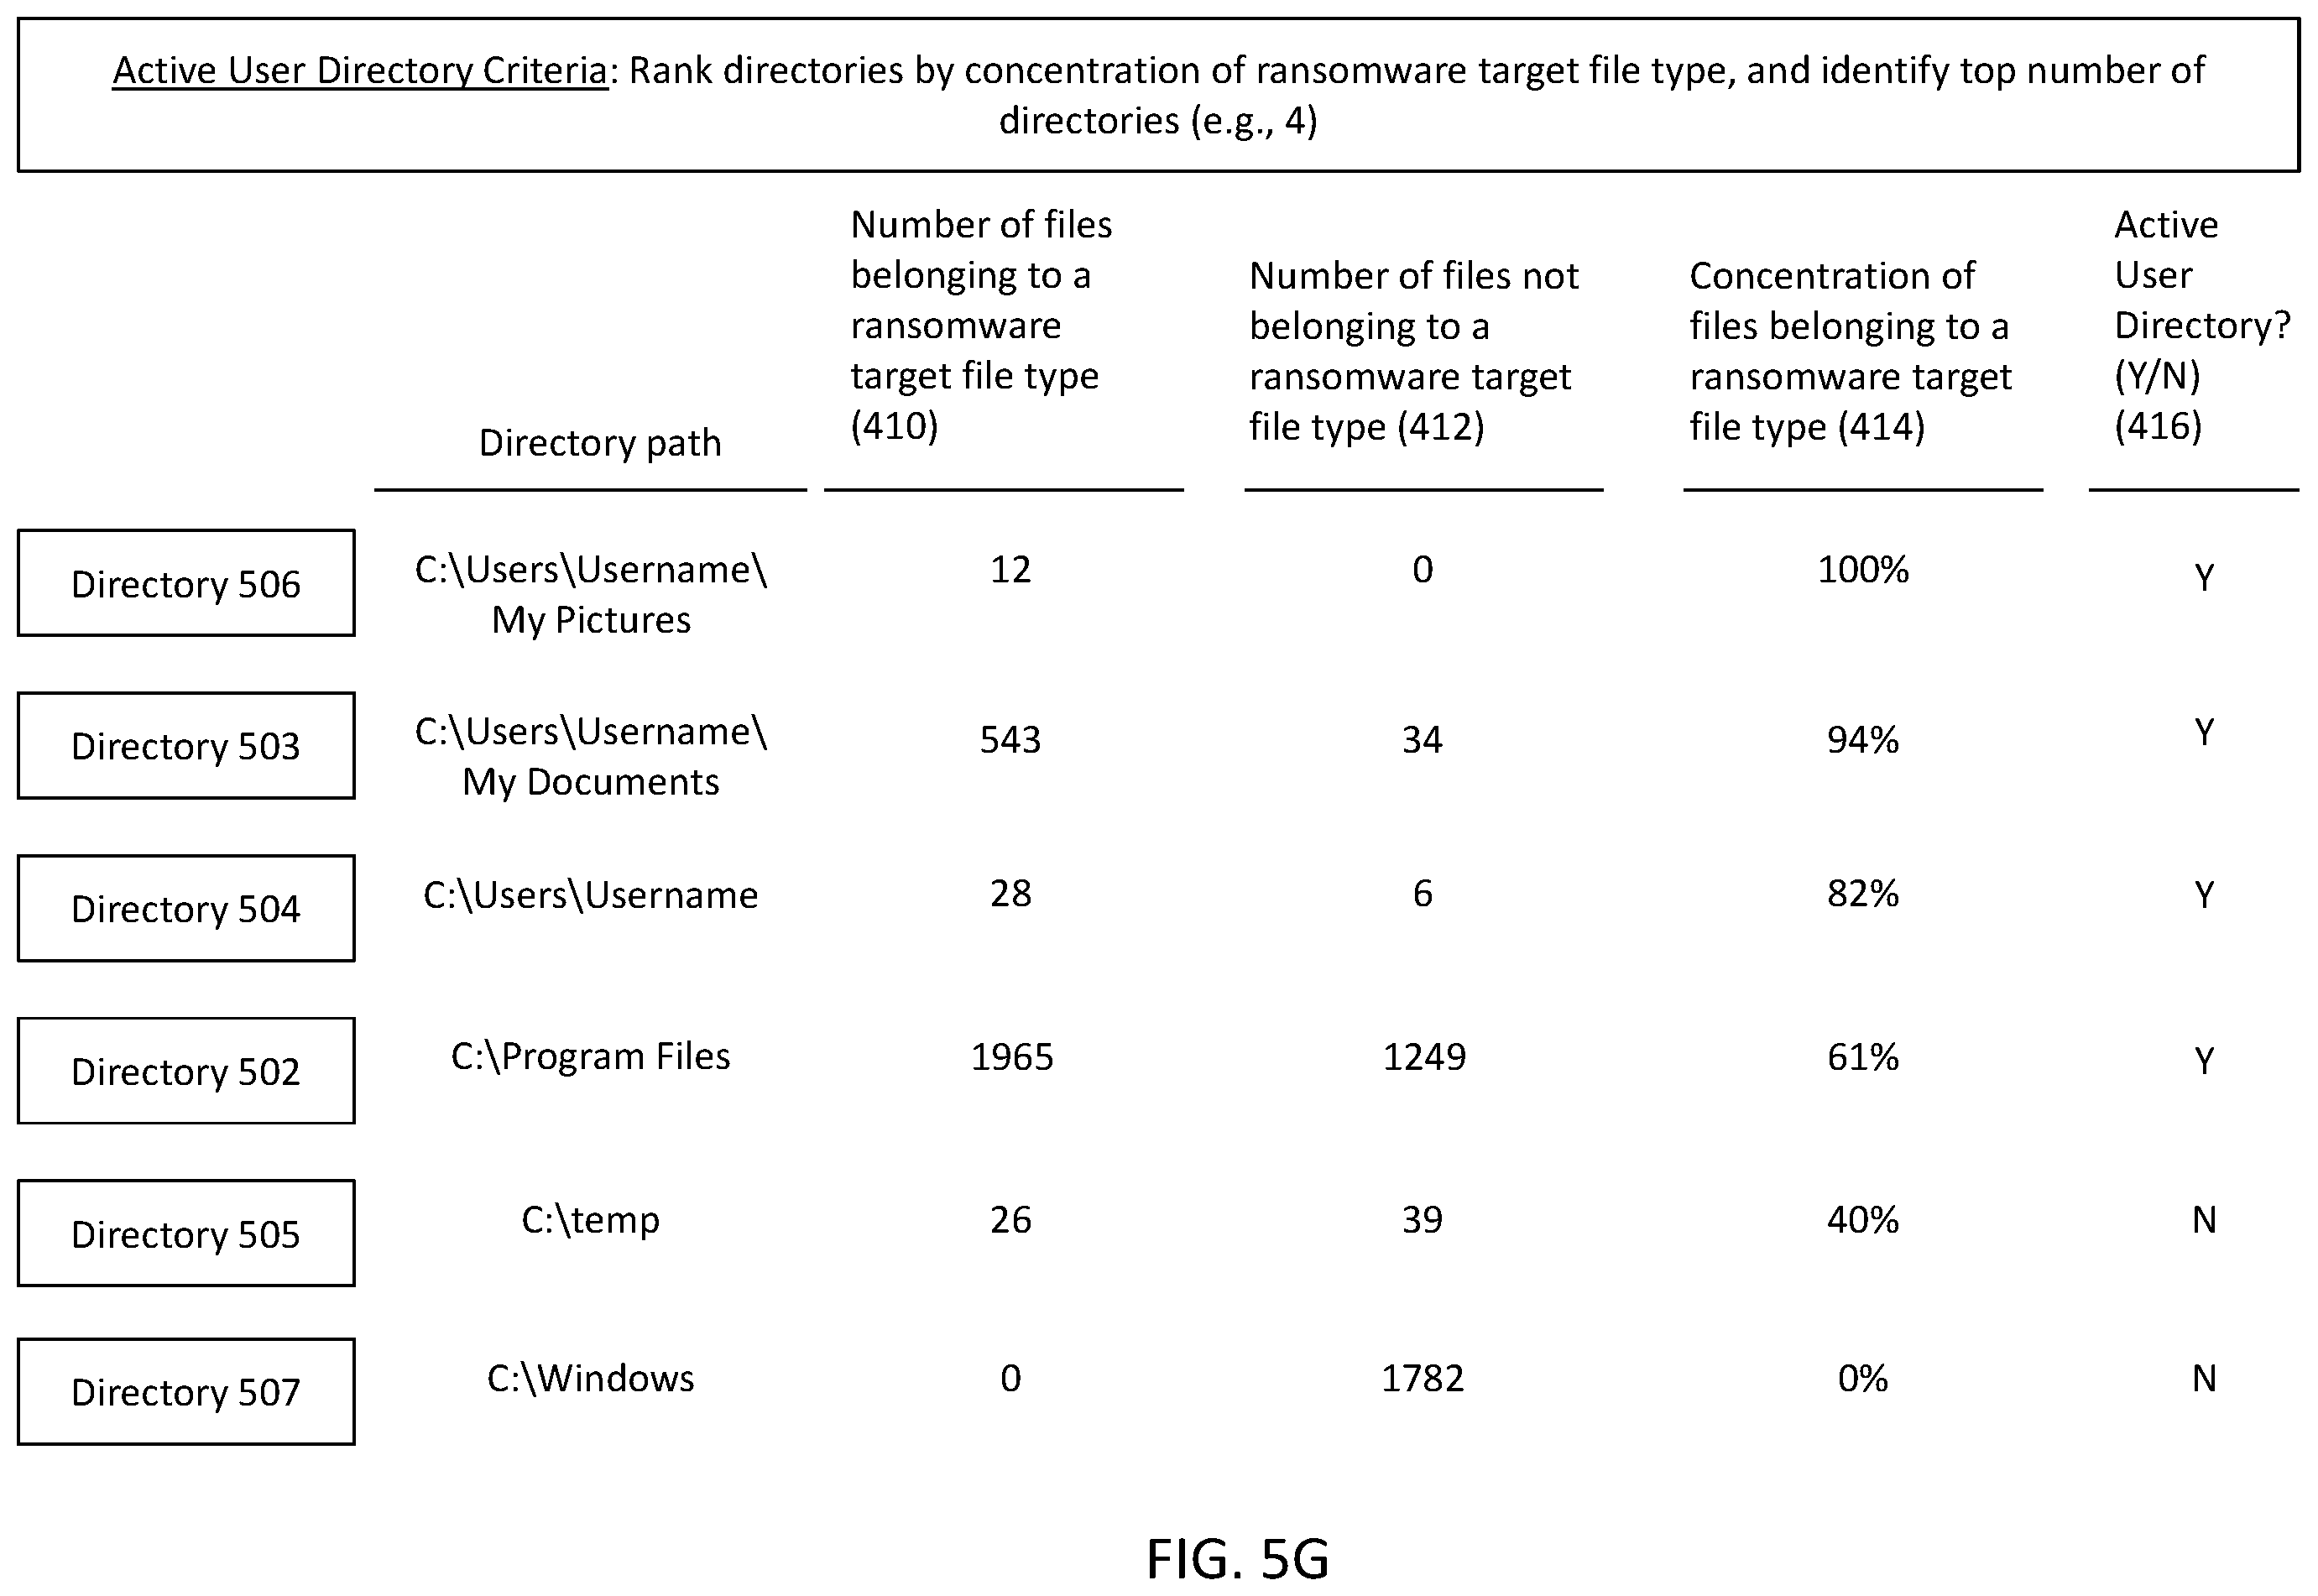 Active User Directory Criteria: Rank directories by concentration of ransomware target file type, and identify top number of
directories (e.g., 4)
Directory path
Number of files
belonging to a
ransomware
target file type
(410)
Number of files not
belonging to a
ransomware target
file type (412)
Concentration of
files belonging to a
ransomware target
file type (414)
Active
User
Directory?
(Y/N)
(416)
Directory 506
C:\Users\Username\
My Pictures
12
0
100%
Y
Directory 503
C:\Users\Username\
My Documents
543
34
94%
Y
Directory 504
C:\Users\Username
28
6
82%
Y
Directory 502
C:\Program Files
1965
1249
61%
Y
Directory 505
C:\temp
26
39
40%
N
Directory 507
C:\Windows
0
1782
0%
N
FIG. 5G